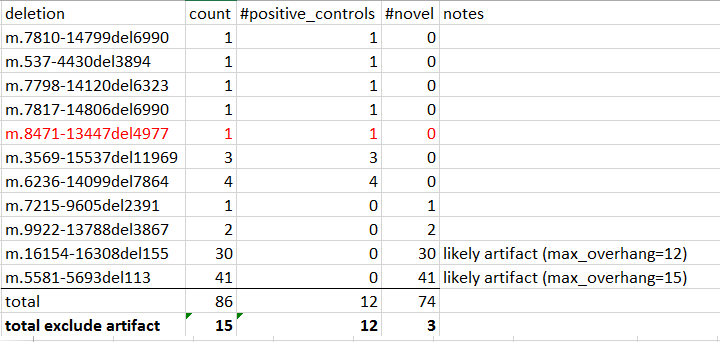 deletion count #positive_controls #novel notes
m.7810-14799del6990 1 1 0
m.537-4430del3894 1 1 0
m.7798-14120del6323 1 1 0
m.7817-14806del6990 1 1 0
m.8471-13447del4977 1 1 0
m.3569-15537del11969 3 3 0
m.6236-14099del7864 4 4 0
m.7215-9605del2391 1 0 1
m.9922-13788del3867 2 0 2
m.16154-16308del155 30 0 30 likely artifact (max_overhang=12)
m.5581-5693del113 41 0 41 likely artifact (max_overhang=15)
total 86 12 74
total exclude artifact 15 12 3